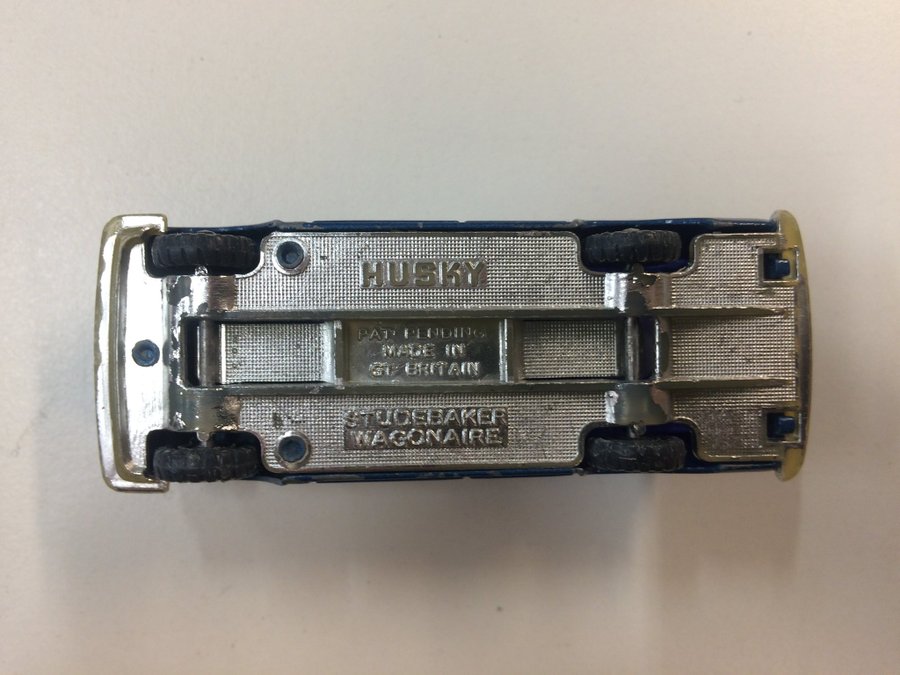 HUSKY
PAT. PENDING
MADE IN
GT. BRITAIN
STUDEBAKER
WAGONAIRE